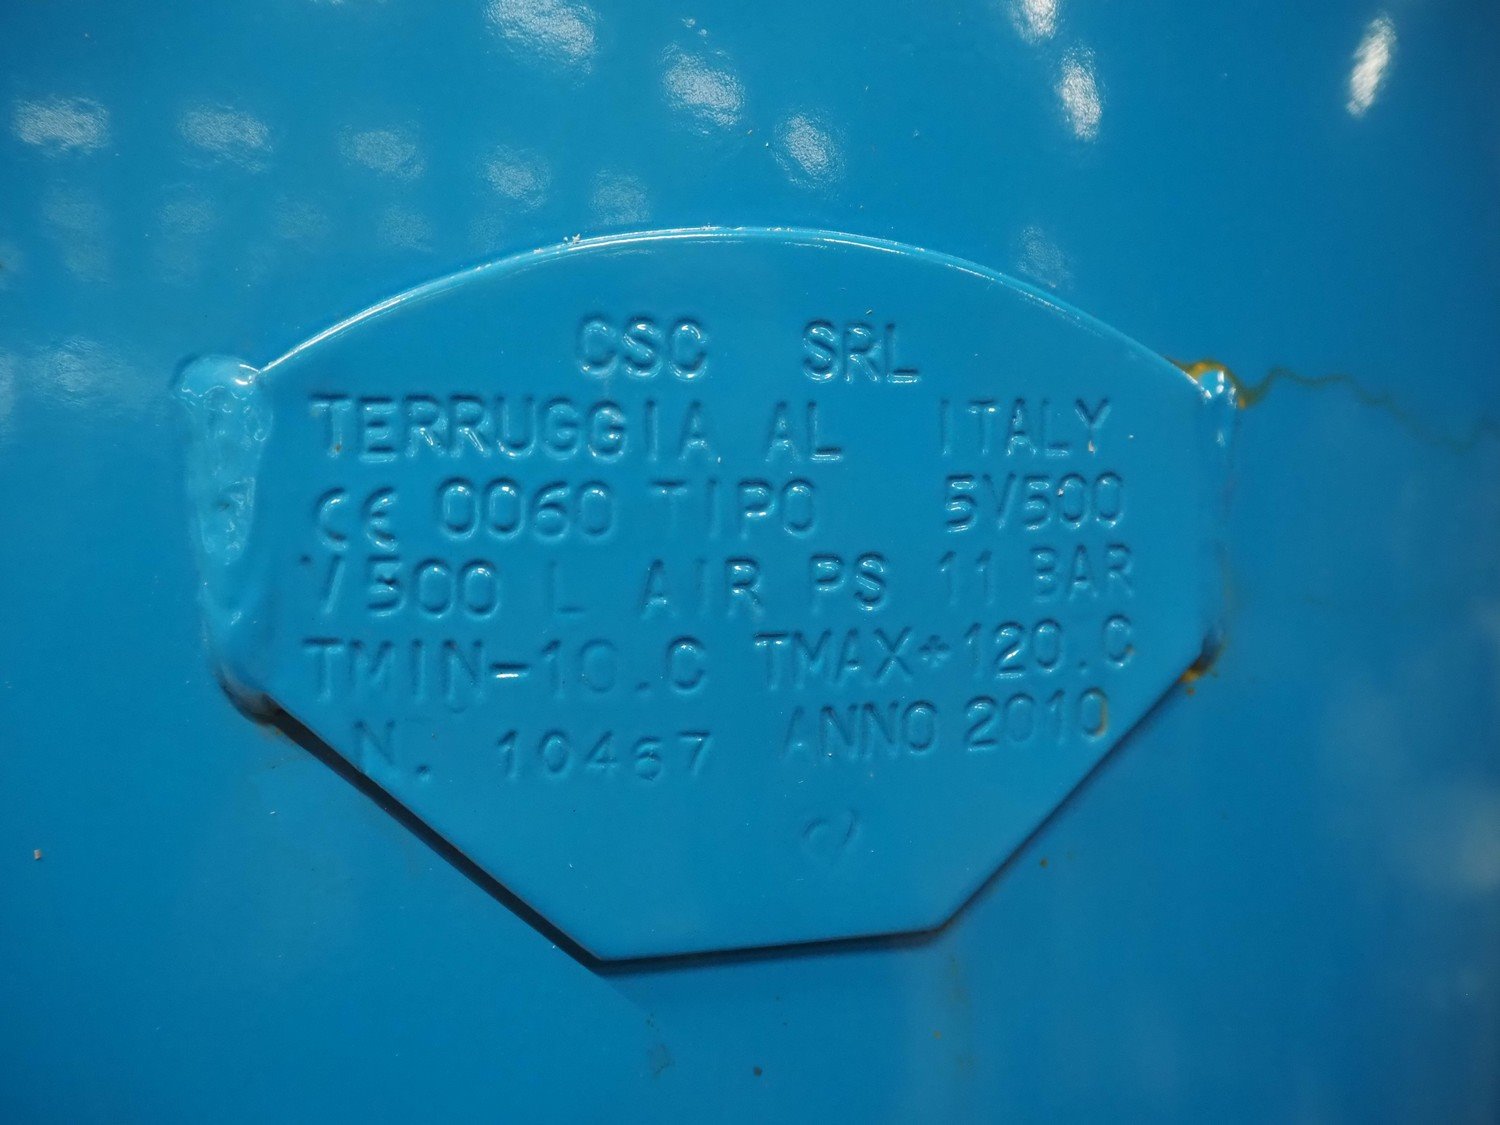 CSC SRL
TERRUGGIA AL ITALY
CE 0060 TIPO 5V500
V 500 L AIR PS 11 BAR
TMIN-10.C TMAX+120.C
N. 10467 ANNO 2010